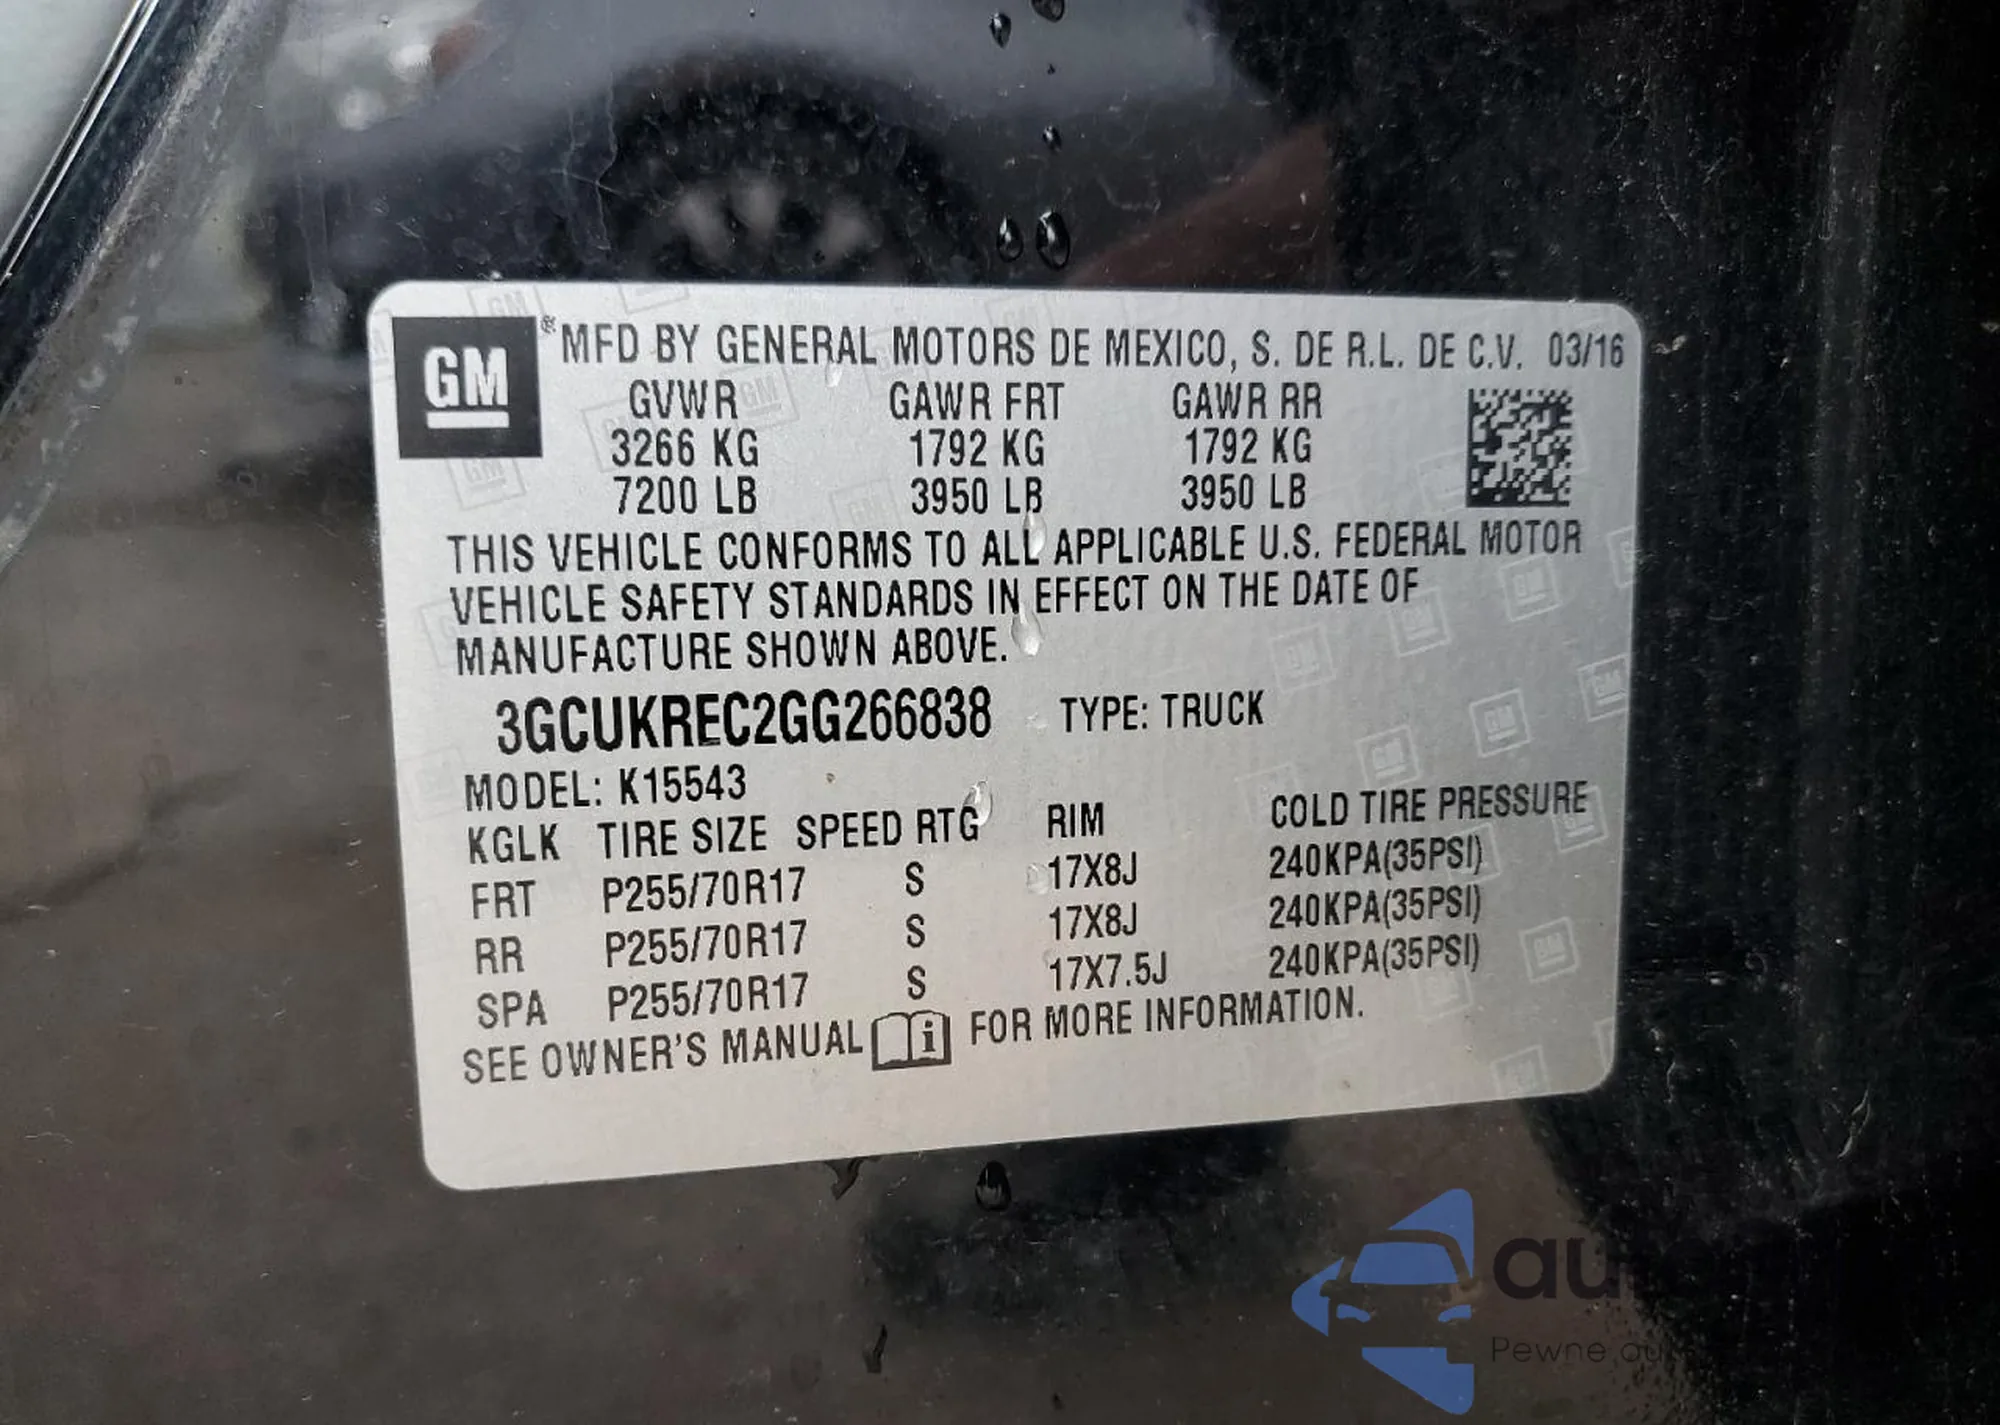 GM ® MFD BY GENERAL MOTORS DE MEXICO, S. DE R.L. DE C.V. 03/16
GVWR GAWR FRT GAWR RR
3266 KG 1792 KG 1792 KG
7200 LB 3950 LB 3950 LB
THIS VEHICLE CONFORMS TO ALL APPLICABLE U.S. FEDERAL MOTOR
VEHICLE SAFETY STANDARDS IN EFFECT ON THE DATE OF
MANUFACTURE SHOWN ABOVE.
3GCUKREC2GG266838 TYPE: TRUCK
MODEL: K15543
KGLK TIRE SIZE SPEED RTG RIM COLD TIRE PRESSURE
FRT P255/70R17 S 17X8J 240KPA(35PSI)
RR P255/70R17 S 17X8J 240KPA(35PSI)
SPA P255/70R17 S 17X7.5J 240KPA(35PSI)
SEE OWNER'S MANUAL i FOR MORE INFORMATION.
Pewne